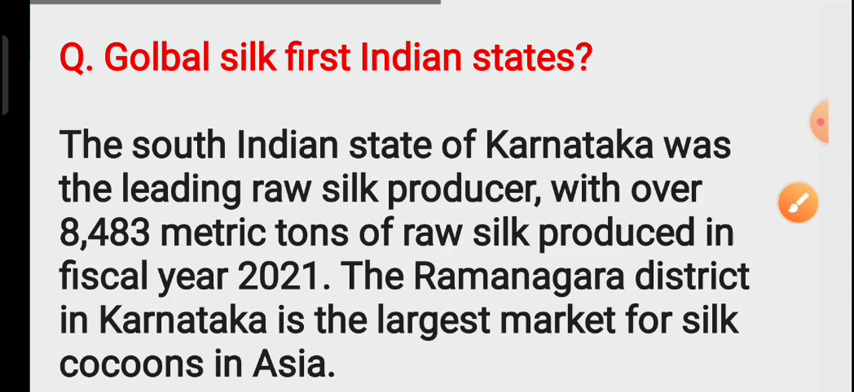 Q. Golbal silk first Indian states?
The south Indian state of Karnataka was
the leading raw silk producer, with over
8,483 metric tons of raw silk produced in
fiscal year 2021. The Ramanagara district
in Karnataka is the largest market for silk
cocoons in Asia.